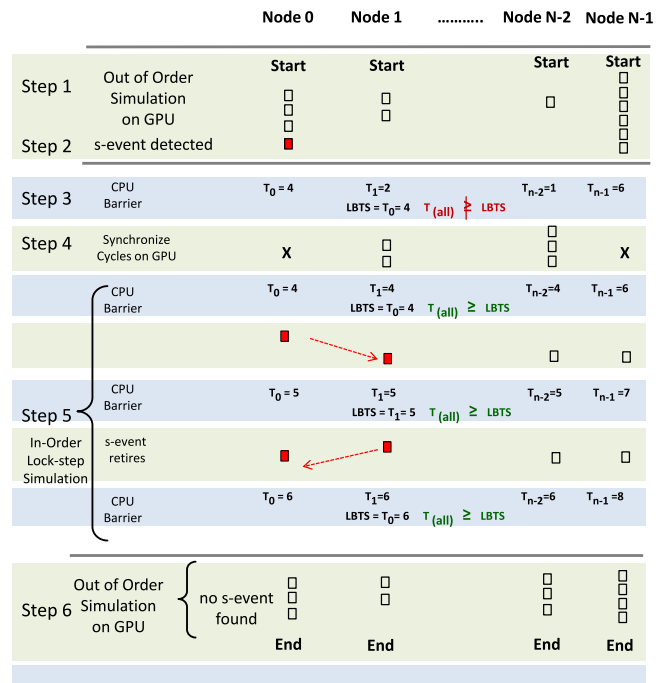 Node 0 Node 1 ……….. Node N-2 Node N-1
Start Start Start Start
Step 1 Out of Order
Simulation
on GPU
Step 2 s-event detected
Step 3 CPU
Barrier
T0 = 4 T1=2 Tn-2=1 Tn-1 =6
LBTS = T0= 4 T (all) ≱ LBTS
Step 4 Synchronize
Cycles on GPU
X X
CPU
Barrier
T0 = 4 T1=4 Tn-2=4 Tn-1 =6
LBTS = T0= 4 T (all) ≥ LBTS
Step 5
CPU
Barrier
T0 = 5 T1=5 Tn-2=5 Tn-1 =7
LBTS = T1= 5 T (all) ≥ LBTS
In-Order
Lock-step
Simulation
s-event
retires
CPU
Barrier
T0 = 6 T1=6 Tn-2=6 Tn-1 =8
LBTS = T0= 6 T (all) ≥ LBTS
Step 6 Out of Order
Simulation
on GPU
no s-event
found
End End End End